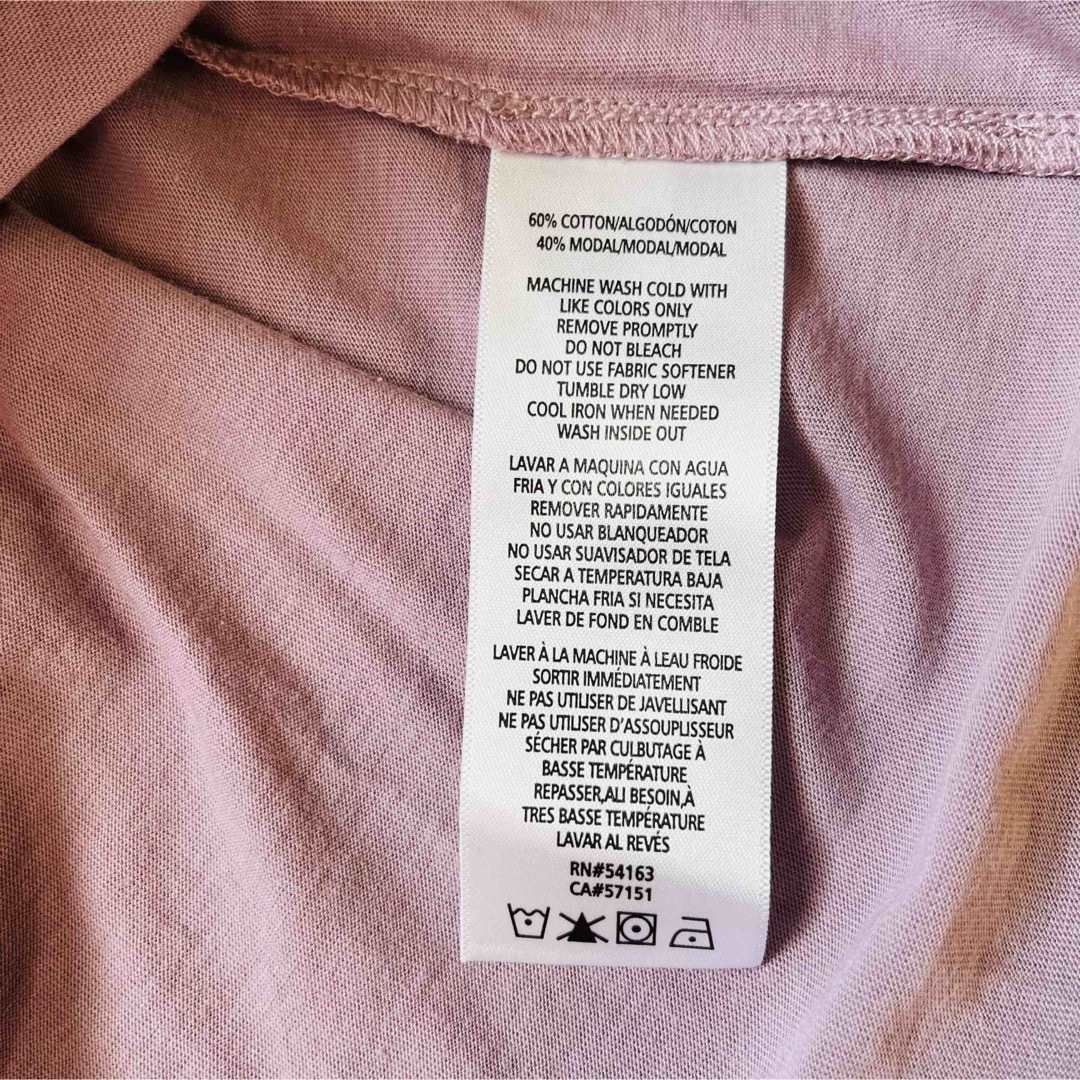 60% COTTON/ALGODÓN/COTON
40% MODAL/MODAL/MODAL
MACHINE WASH COLD WITH
LIKE COLORS ONLY
REMOVE PROMPTLY
DO NOT BLEACH
DO NOT USE FABRIC SOFTENER
TUMBLE DRY LOW
COOL IRON WHEN NEEDED
WASH INSIDE OUT
LAVAR A MAQUINA CON AGUA
FRIA Y CON COLORES IGUALES
REMOVER RAPIDAMENTE
NO USAR BLANQUEADOR
NO USAR SUAVISADOR DE TELA
SECAR A TEMPERATURA BAJA
PLANCHA FRIA SI NECESITA
LAVER DE FOND EN COMBLE
LAVER À LA MACHINE À LEAU FROIDE
SORTIR IMMÉDIATEMENT
NE PAS UTILISER DE JAVELLISANT
NE PAS UTILISER D'ASSOUPLISSEUR
SÉCHER PAR CULBUTAGE À
BASSE TEMPÉRATURE
REPASSER,ALI BESOIN,À
TRES BASSE TEMPÉRATURE
LAVAR AL REVÉS
RN#54163
CA#57151